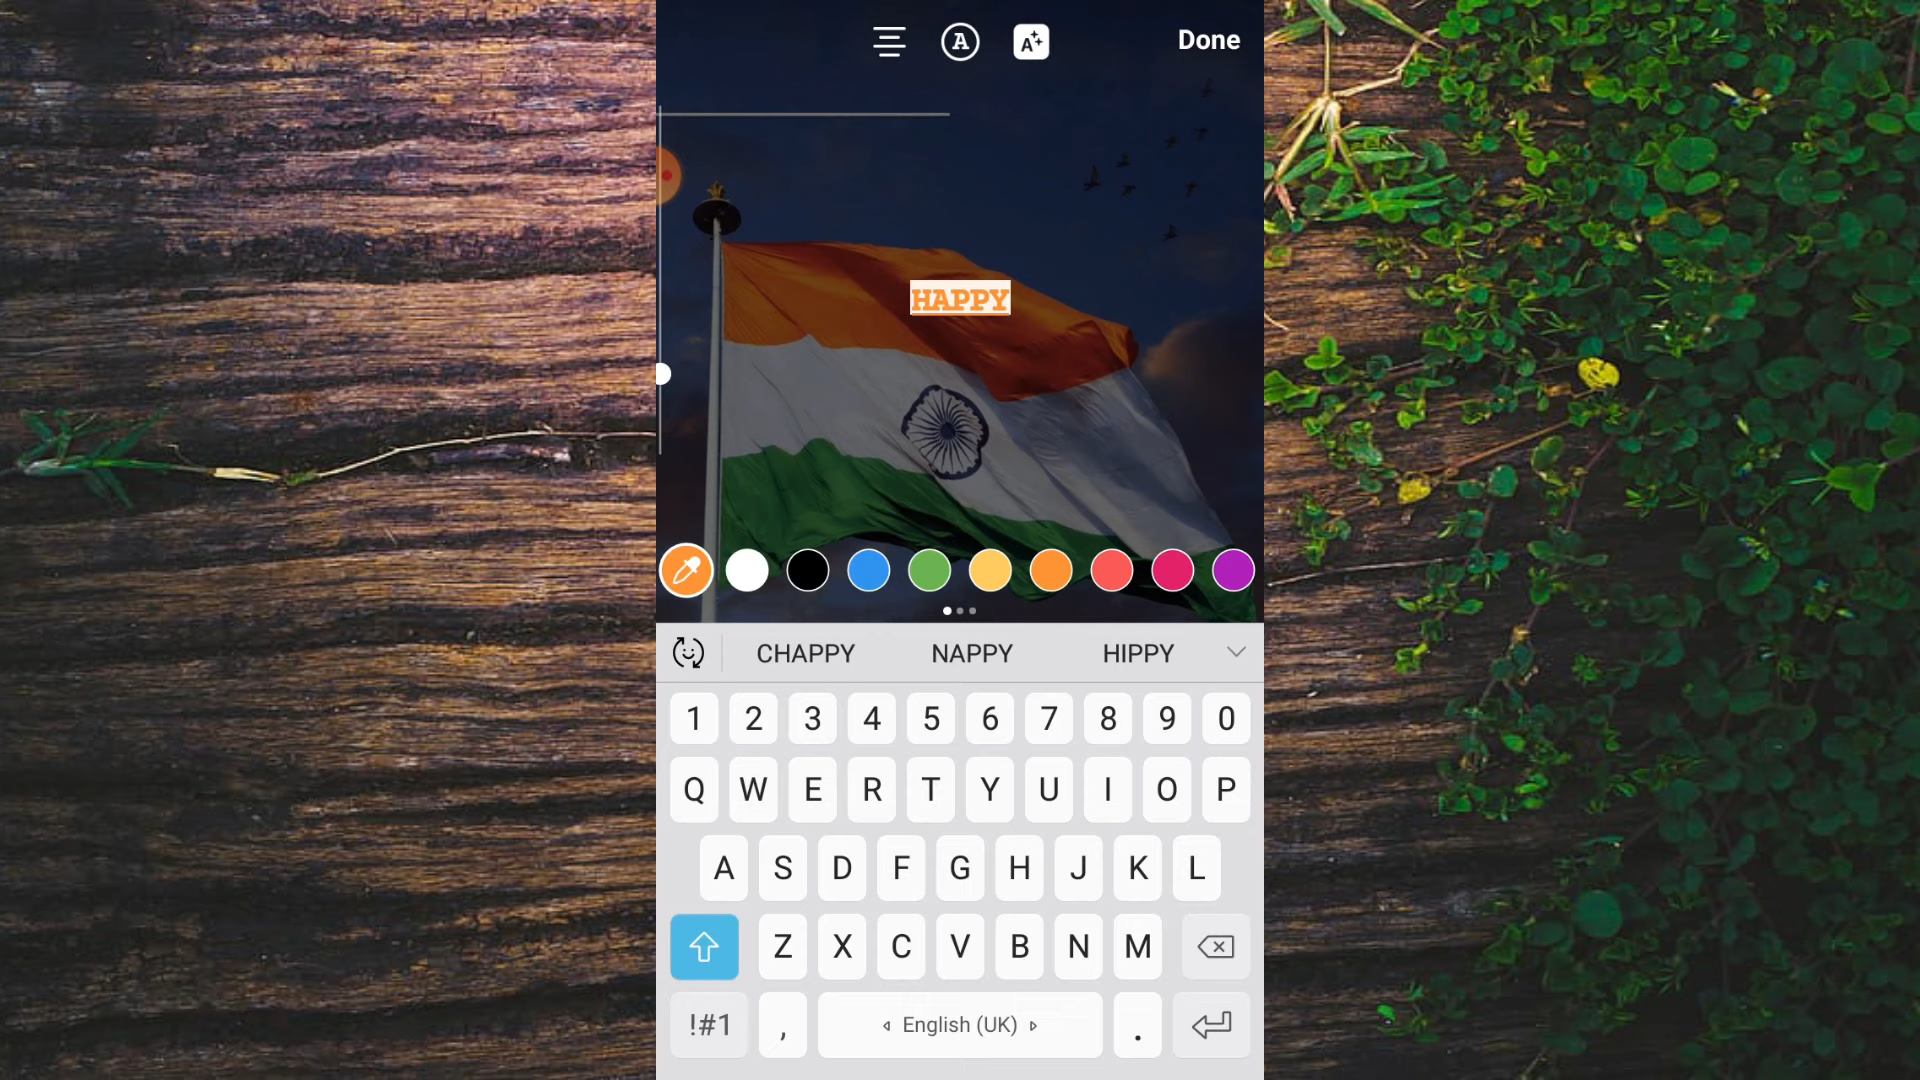 A A Done
HAPPY
CHAPPY NAPPY HIPPY
1 2 3 4 5 6 7 8 9 0
Q W E R T Y U I O P
A S D F G H J K L
Z X C V B N M
!#1 , English (UK) .